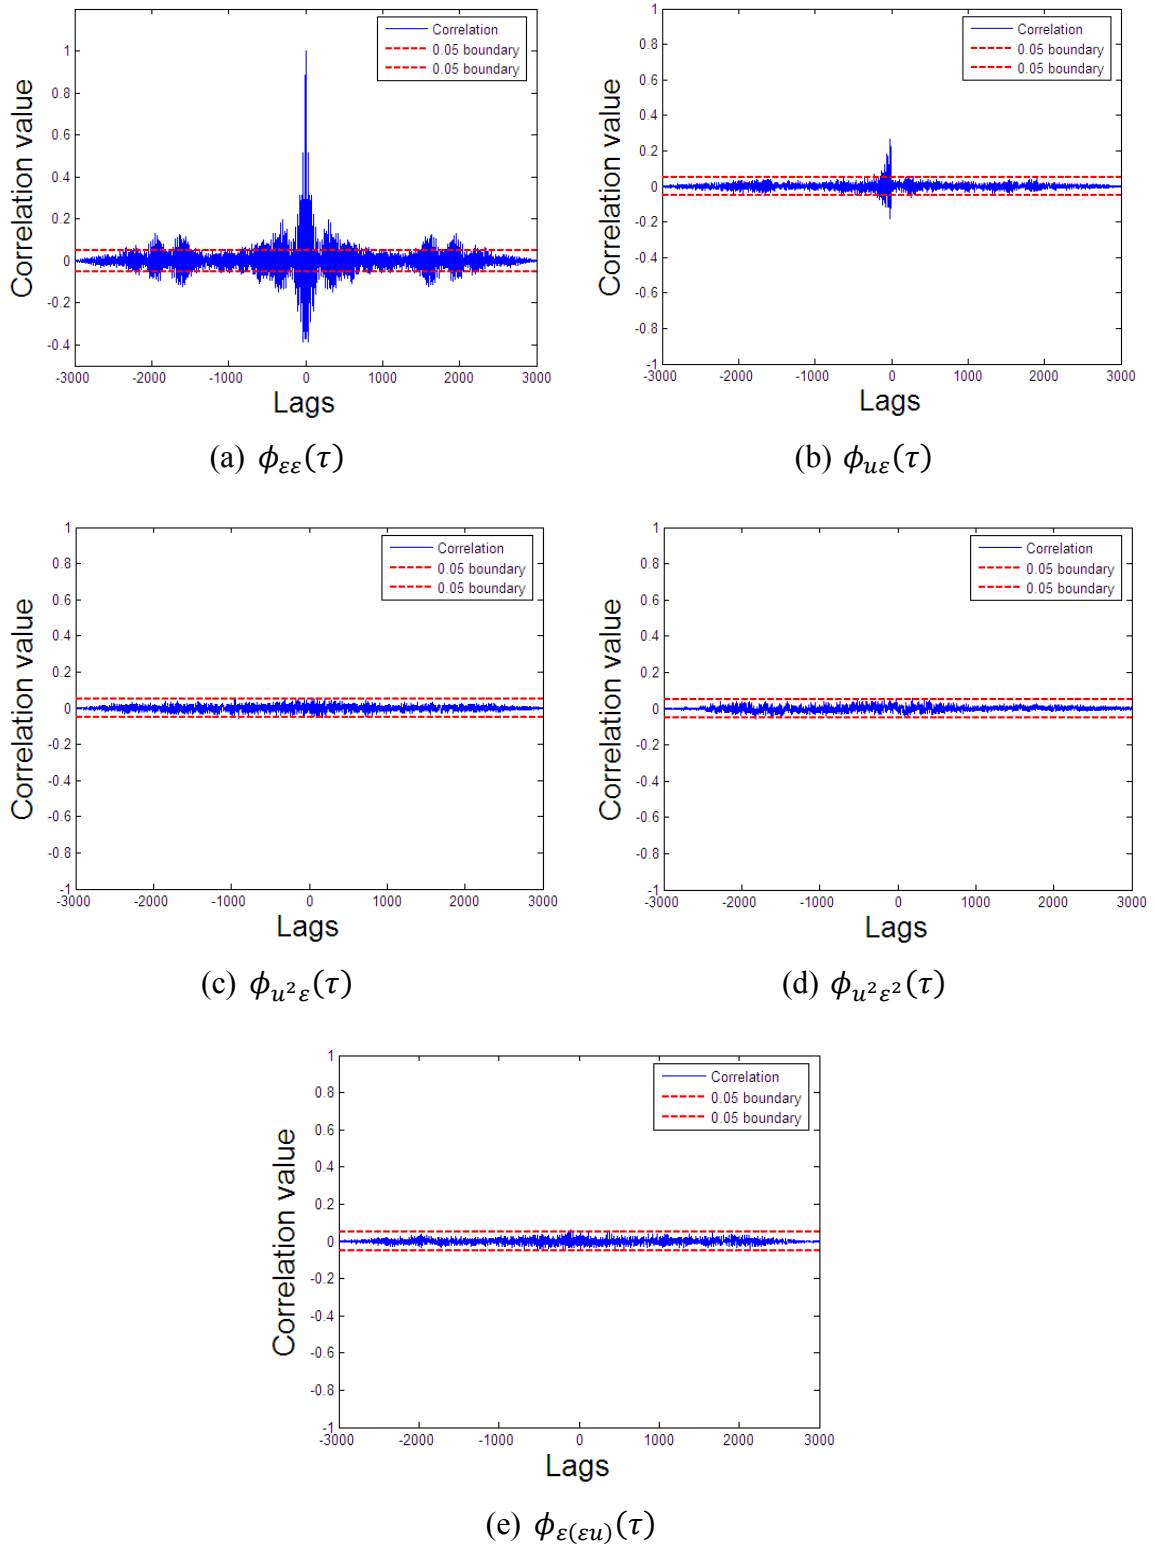 Correlation
0.05 boundary
0.05 boundary
1
0.8
0.6
0.4
0.2
0
-0.2
-0.4
Correlation value
-3000 -2000 -1000 0 1000 2000 3000
Lags
(a) ϕεε(τ)
Correlation
0.05 boundary
0.05 boundary
1
0.8
0.6
0.4
0.2
0
-0.2
-0.4
-0.6
-0.8
-1
Correlation value
-3000 -2000 -1000 0 1000 2000 3000
Lags
(b) ϕuε(τ)
Correlation
0.05 boundary
0.05 boundary
1
0.8
0.6
0.4
0.2
0
-0.2
-0.4
-0.6
-0.8
-1
Correlation value
-3000 -2000 -1000 0 1000 2000 3000
Lags
(c) ϕu²ε(τ)
Correlation
0.05 boundary
0.05 boundary
1
0.8
0.6
0.4
0.2
0
-0.2
-0.4
-0.6
-0.8
-1
Correlation value
-3000 -2000 -1000 0 1000 2000 3000
Lags
(d) ϕu²ε²(τ)
Correlation
0.05 boundary
0.05 boundary
1
0.8
0.6
0.4
0.2
0
-0.2
-0.4
-0.6
-0.8
-1
Correlation value
-3000 -2000 -1000 0 1000 2000 3000
Lags
(e) ϕε(εu)(τ)